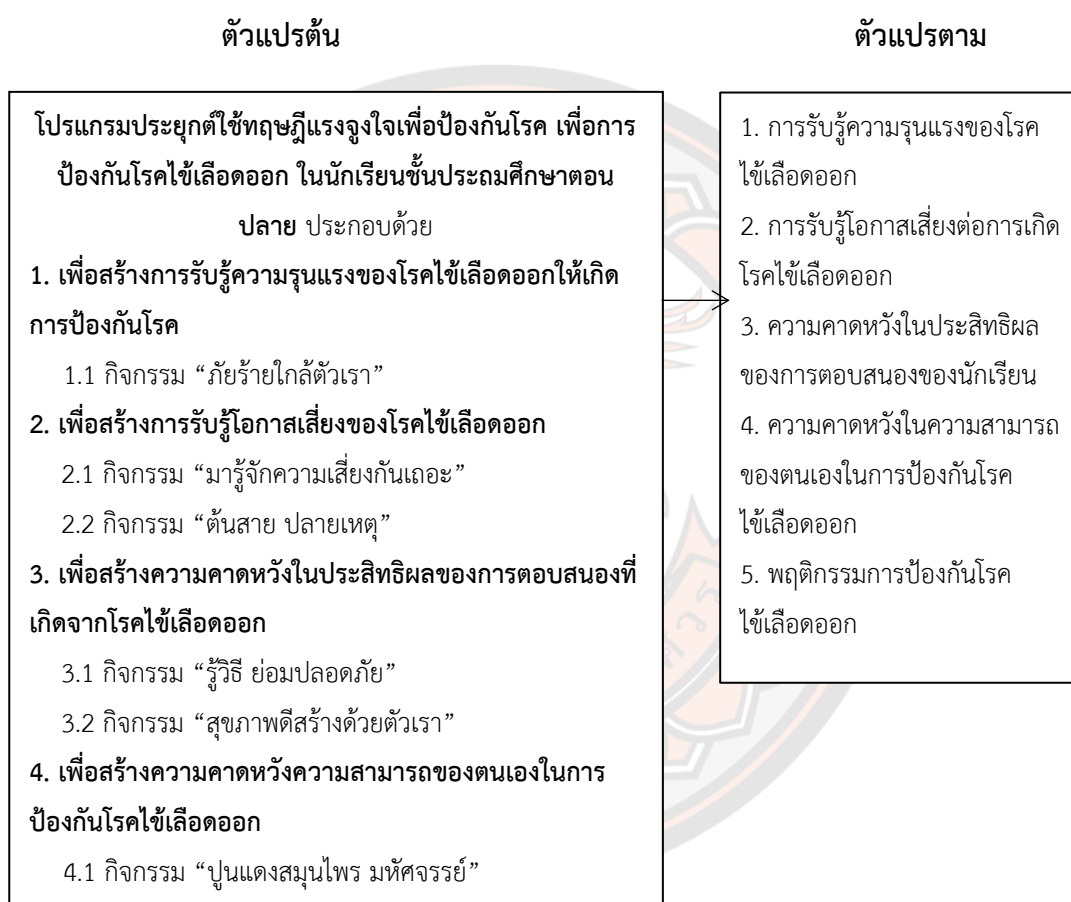 ตัวแปรต้น
ตัวแปรตาม
โปรแกรมประยุกต์ใช้ทฤษฎีแรงจูงใจเพื่อป้องกันโรค เพื่อการ
ป้องกันโรคไข้เลือดออก ในนักเรียนชั้นประถมศึกษาตอน
ปลาย ประกอบด้วย
1. เพื่อสร้างการรับรู้ความรุนแรงของโรคไข้เลือดออกให้เกิด
การป้องกันโรค
1.1 กิจกรรม “ภัยร้ายใกล้ตัวเรา”
2. เพื่อสร้างการรับรู้โอกาสเสี่ยงของโรคไข้เลือดออก
2.1 กิจกรรม “มารู้จักความเสี่ยงกันเถอะ”
2.2 กิจกรรม “ต้นสาย ปลายเหตุ”
3. เพื่อสร้างความคาดหวังในประสิทธิผลของการตอบสนองที่
เกิดจากโรคไข้เลือดออก
3.1 กิจกรรม “รู้วิธี ย่อมปลอดภัย”
3.2 กิจกรรม “สุขภาพดีสร้างด้วยตัวเรา”
4. เพื่อสร้างความคาดหวังความสามารถของตนเองในการ
ป้องกันโรคไข้เลือดออก
4.1 กิจกรรม “ปูนแดงสมุนไพร มหัศจรรย์”
1. การรับรู้ความรุนแรงของโรค
ไข้เลือดออก
2. การรับรู้โอกาสเสี่ยงต่อการเกิด
โรคไข้เลือดออก
3. ความคาดหวังในประสิทธิผล
ของการตอบสนองของนักเรียน
4. ความคาดหวังในความสามารถ
ของตนเองในการป้องกันโรค
ไข้เลือดออก
5. พฤติกรรมการป้องกันโรค
ไข้เลือดออก